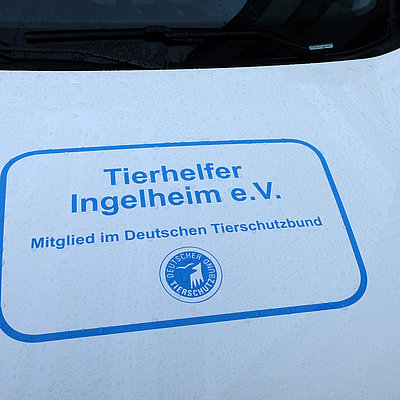 Tierhelfer
Ingelheim e.V.
Mitglied im Deutschen Tierschutzbund
DEUTSCHER TIERSCHUTZBUND